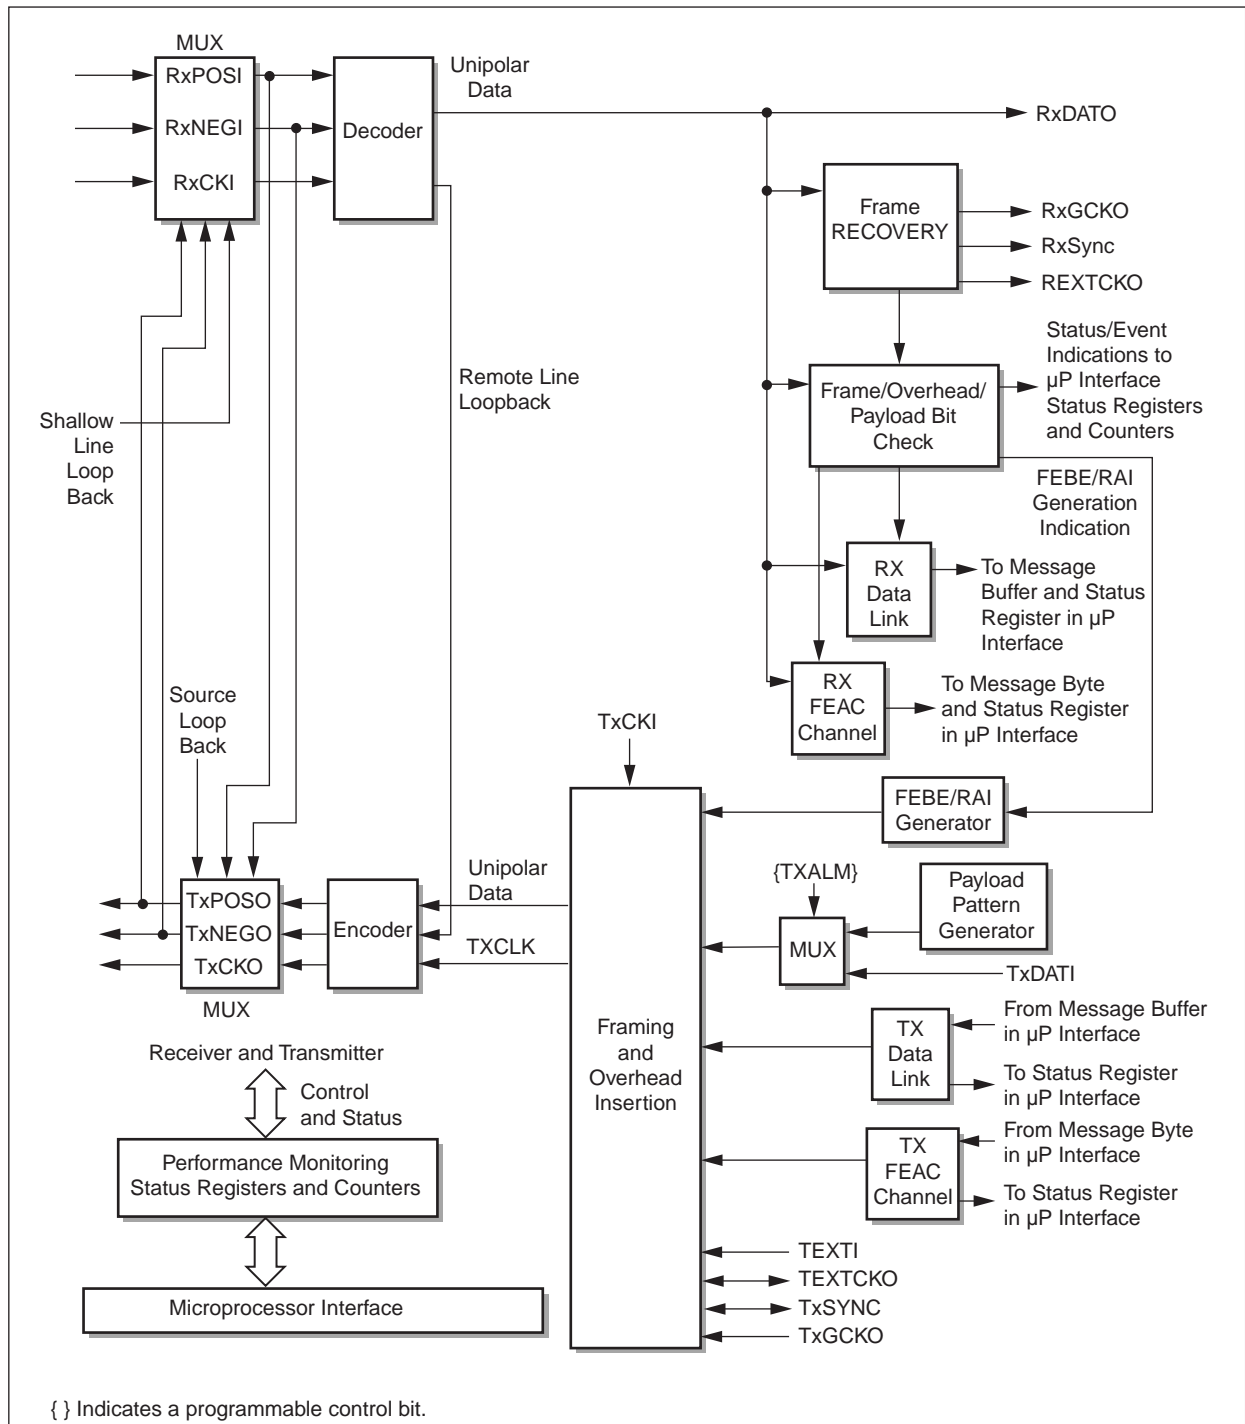 MUX
RxPOSI
RxNEGI
RxCKI
Decoder
Unipolar
Data
RxDATO
Frame
RECOVERY
RxGCKO
RxSync
REXTCKO
Status/Event
Indications to
µP Interface
Status Registers
and Counters
Frame/Overhead/
Payload Bit
Check
Remote Line
Loopback
Shallow
Line
Loop
Back
FEBE/RAI
Generation
Indication
RX
Data
Link
To Message
Buffer and Status
Register in µP
Interface
RX
FEAC
Channel
To Message Byte
and Status Register
in µP Interface
Source
Loop
Back
TxCKI
FEBE/RAI
Generator
Unipolar
Data
{TXALM}
Payload
Pattern
Generator
TxPOSO
TxNEGO
TxCKO
MUX
Encoder
TXCLK
MUX
TxDATI
Framing
and
Overhead
Insertion
TX
Data
Link
From Message Buffer
in µP Interface
To Status Register
in µP Interface
TX
FEAC
Channel
From Message Byte
in µP Interface
To Status Register
in µP Interface
Receiver and Transmitter
Control
and Status
Performance Monitoring
Status Registers and Counters
Microprocessor Interface
TEXTI
TEXTCKO
TxSYNC
TxGCKO
{ } Indicates a programmable control bit.